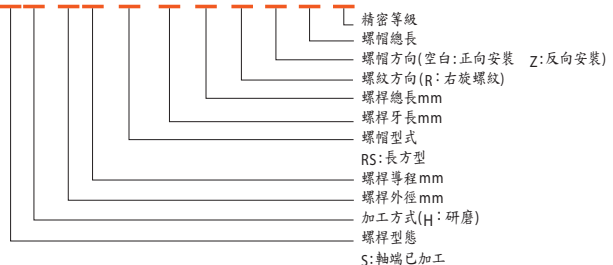 精密等級
螺帽總長
螺帽方向(空白:正向安裝 Z:反向安裝)
螺紋方向(R:右旋螺紋)
螺桿總長mm
螺桿牙長mm
螺帽型式
RS:長方型
螺桿導程mm
螺桿外徑mm
加工方式(H:研磨)
螺桿型態
S:軸端已加工